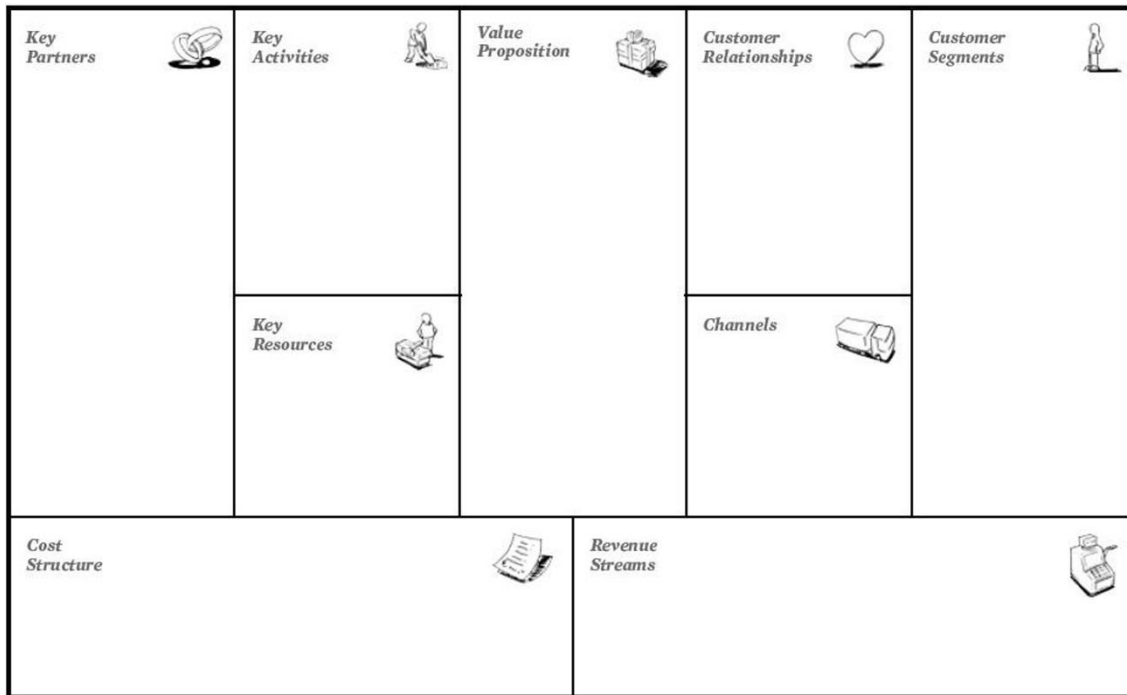 Key
Partners
Key
Activities
Value
Proposition
Customer
Relationships
Customer
Segments
Key
Resources
Channels
Cost
Structure
Revenue
Streams